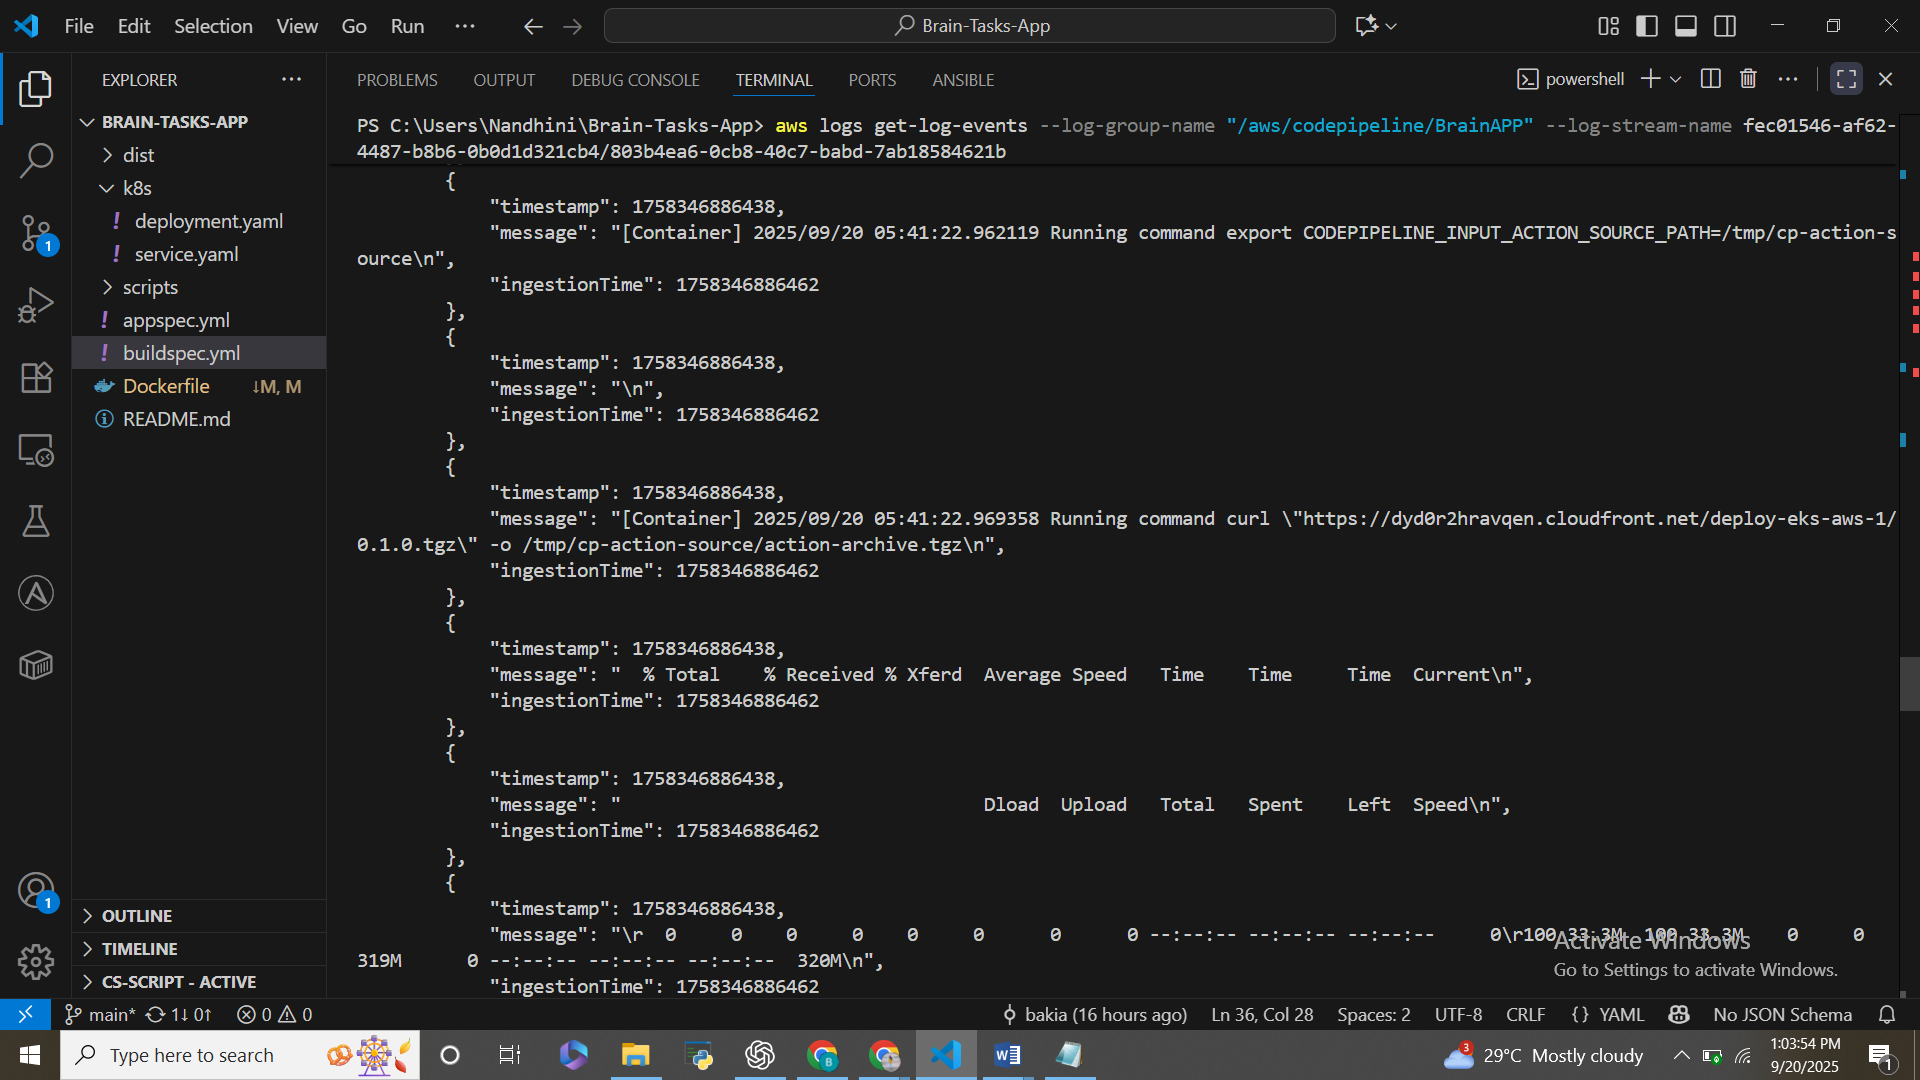 File Edit Selection View Go Run ··· Brain-Tasks-App
EXPLORER ···
BRAIN-TASKS-APP
dist
k8s
! deployment.yaml
! service.yaml
scripts
! appspec.yml
! buildspec.yml
Dockerfile ↓M, M
README.md
OUTLINE
TIMELINE
CS-SCRIPT - ACTIVE
1
1
PROBLEMS OUTPUT DEBUG CONSOLE TERMINAL PORTS ANSIBLE powershell
PS C:\Users\Nandhini\Brain-Tasks-App> aws logs get-log-events --log-group-name "/aws/codepipeline/BrainAPP" --log-stream-name fec01546-af62-
4487-b8b6-0b0d1d321cb4/803b4ea6-0cb8-40c7-babd-7ab18584621b
{
"timestamp": 1758346886438,
"message": "[Container] 2025/09/20 05:41:22.962119 Running command export CODEPIPELINE_INPUT_ACTION_SOURCE_PATH=/tmp/cp-action-s
ource\n",
"ingestionTime": 1758346886462
},
{
"timestamp": 1758346886438,
"message": "\n",
"ingestionTime": 1758346886462
},
{
"timestamp": 1758346886438,
"message": "[Container] 2025/09/20 05:41:22.969358 Running command curl \"https://dyd0r2hravqen.cloudfront.net/deploy-eks-aws-1/
0.1.0.tgz\" -o /tmp/cp-action-source/action-archive.tgz\n",
"ingestionTime": 1758346886462
},
{
"timestamp": 1758346886438,
"message": "  % Total    % Received % Xferd  Average Speed   Time    Time     Time  Current\n",
"ingestionTime": 1758346886462
},
{
"timestamp": 1758346886438,
"message": "                                 Dload  Upload   Total   Spent    Left  Speed\n",
"ingestionTime": 1758346886462
},
{
"timestamp": 1758346886438,
"message": "\r  0     0    0     0    0     0      0      0 --:--:-- --:--:-- --:--:--     0\r100 33.3M  100 33.3M    0     0
319M      0 --:--:-- --:--:-- --:--:--  320M\n",
"ingestionTime": 1758346886462
Activate Windows
Go to Settings to activate Windows.
main* 1↓ 0↑ 0 0 bakia (16 hours ago) Ln 36, Col 28 Spaces: 2 UTF-8 CRLF {} YAML No JSON Schema
Type here to search B 3 29°C Mostly cloudy 1:03:54 PM
9/20/2025 1